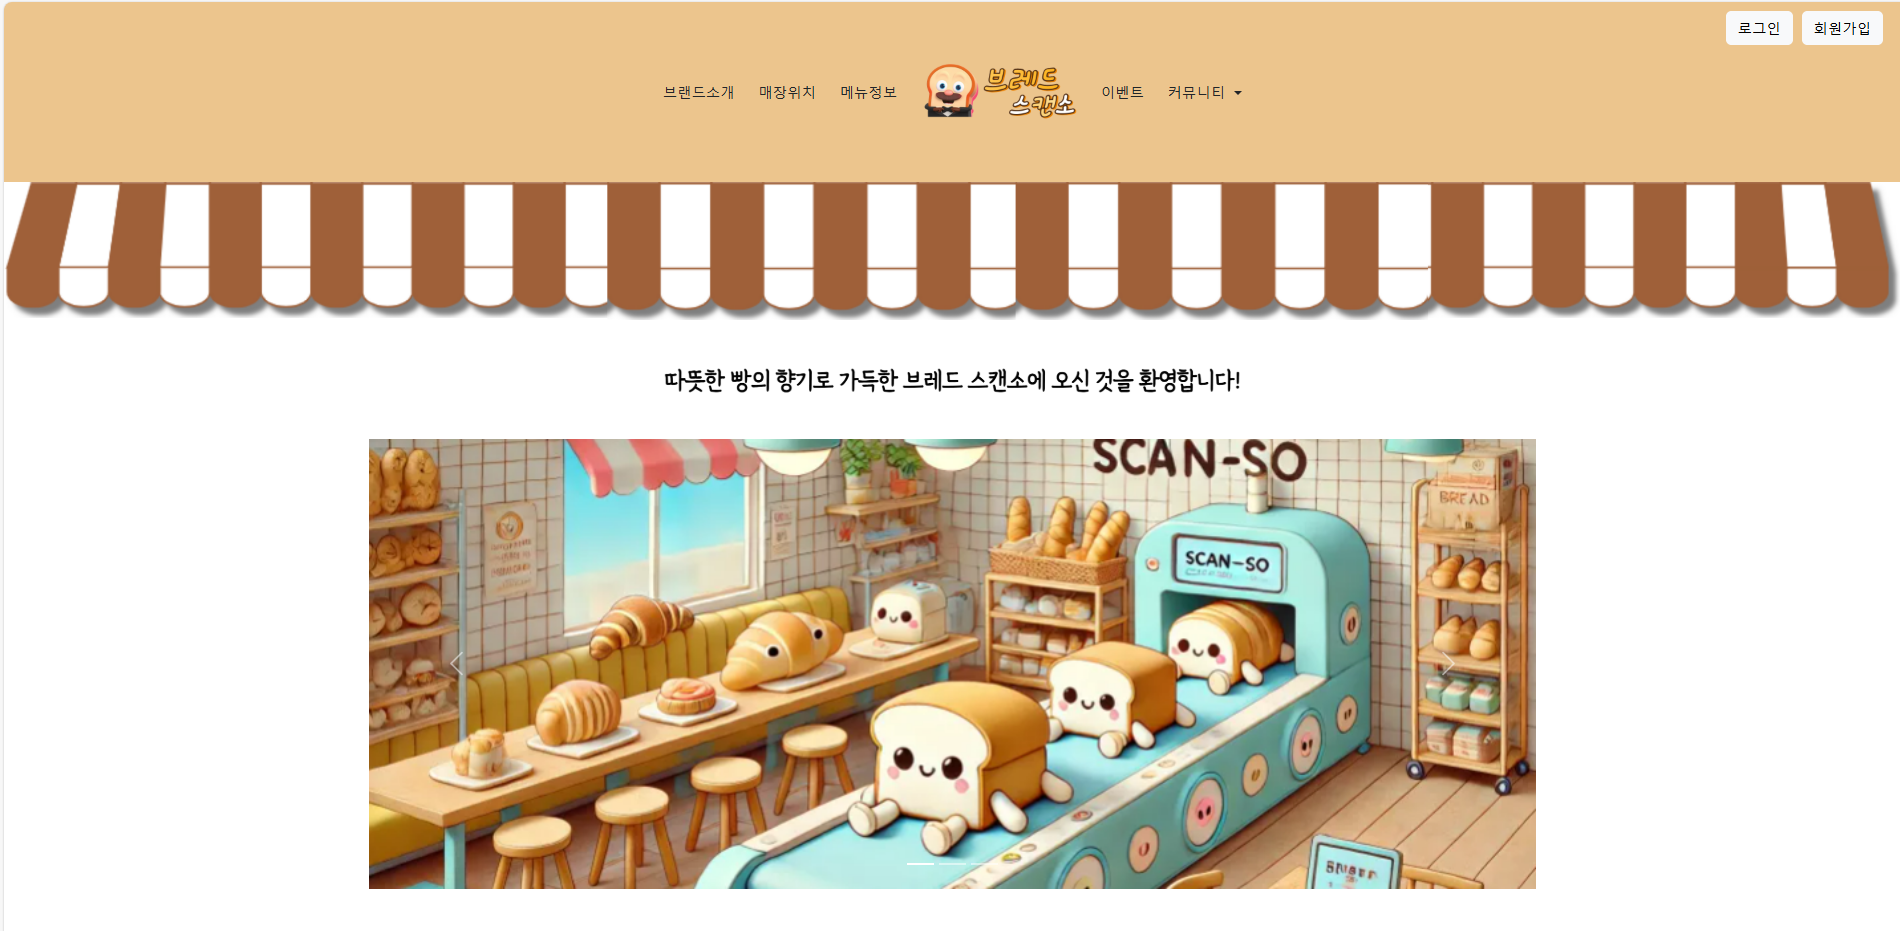 로그인 회원가입
브랜드소개 매장위치 메뉴정보 브레드 스캔소 이벤트 커뮤니티
따뜻한 빵의 향기로 가득한 브레드 스캔소에 오신 것을 환영합니다!
SCAN-SO
BREAD
SCAN-SO